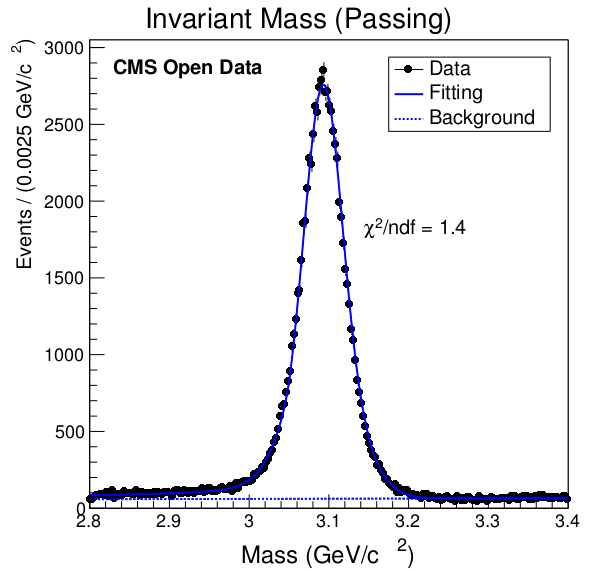 Invariant Mass (Passing)
CMS Open Data
Data
Fitting
Background
χ²/ndf = 1.4
Events / (0.0025 GeV/c ²)
3000
2500
2000
1500
1000
500
0
2.8 2.9 3 3.1 3.2 3.3 3.4
Mass (GeV/c ²)